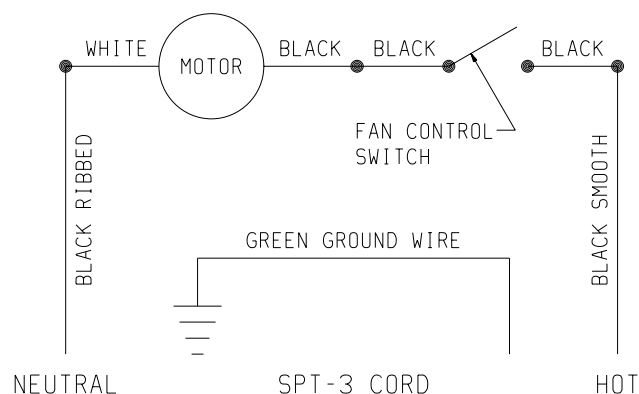 WHITE
MOTOR
BLACK
BLACK
BLACK
FAN CONTROL
SWITCH
BLACK RIBBED
BLACK SMOOTH
GREEN GROUND WIRE
NEUTRAL
SPT-3 CORD
HOT